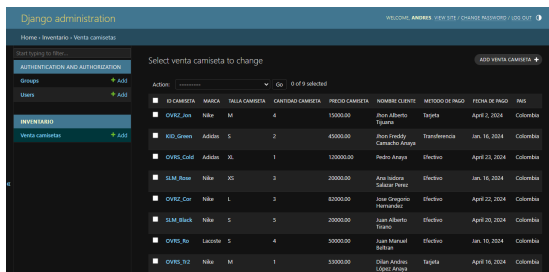 Django administration
WELCOME, ANDRES. VIEW SITE / CHANGE PASSWORD / LOG OUT
Home › Inventario › Venta camisetas
Start typing to filter...
AUTHENTICATION AND AUTHORIZATION
Groups + Add
Users + Add
INVENTARIO
Venta camisetas + Add
«
Select venta camiseta to change
ADD VENTA CAMISETA +
Action: --------- Go 0 of 9 selected
ID CAMISETA MARCA TALLA CAMISETA CANTIDAD CAMISETA PRECIO CAMISETA NOMBRE CLIENTE METODO DE PAGO FECHA DE PAGO PAIS
OVRZ_Jon Nike M 4 15000.00 Jhon Alberto Tijuana Tarjeta April 2, 2024 Colombia
KID_Green Adidas S 2 45000.00 Jhon Freddy Camacho Anaya Transferencia Jan. 16, 2024 Colombia
OVRS_Cold Adidas XL 1 120000.00 Pedro Anaya Efectivo April 23, 2024 Colombia
SLM_Rose Nike XS 3 20000.00 Ana Isidora Salazar Perez Efectivo Jan. 16, 2024 Colombia
OVRZ_Cor Nike L 3 82000.00 Jose Gregorio Hernandez Efectivo April 22, 2024 Colombia
SLM_Black Nike S 5 20000.00 Juan Alberto Tirano Efectivo April 20, 2024 Colombia
OVRS_Ro Lacoste S 4 50000.00 Juan Manuel Beltran Efectivo Jan. 10, 2024 Colombia
OVRS_Tr2 Nike M 1 53000.00 Dilan Andres López Anaya Tarjeta April 16, 2024 Colombia